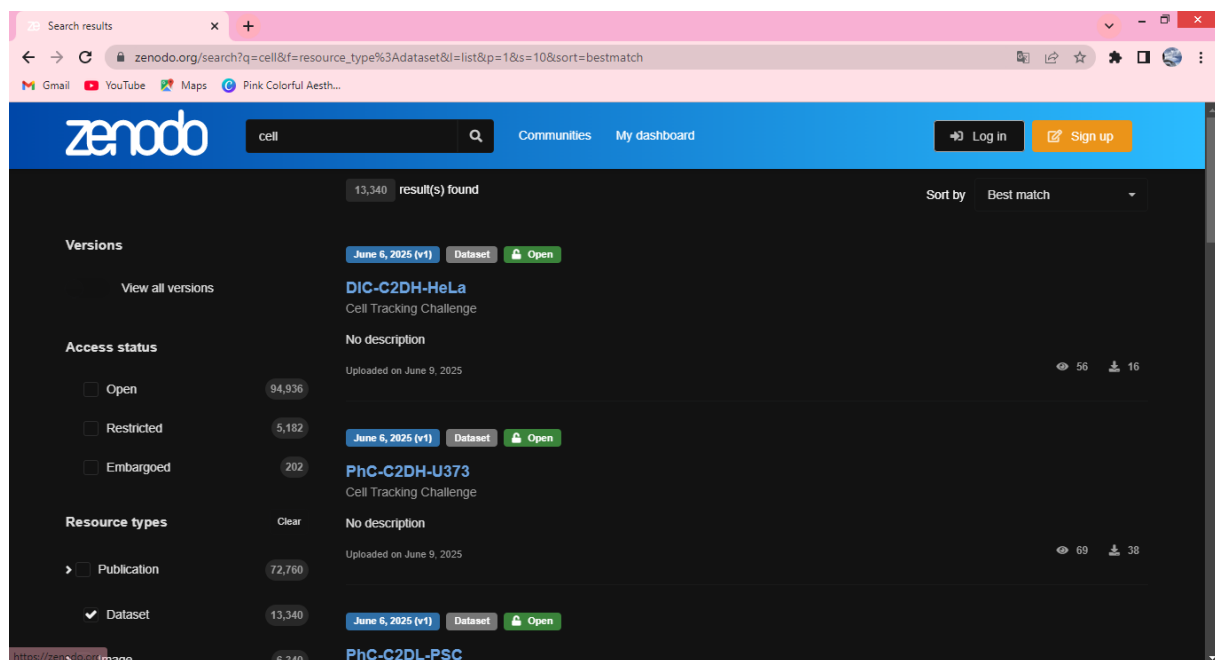 Search results
zenodo.org/search?q=cell&f=resource_type%3Adataset&l=list&p=1&s=10&sort=bestmatch
Gmail YouTube Maps Pink Colorful Aesth...
zenodo cell Communities My dashboard Log in Sign up
13,340 result(s) found Sort by Best match
Versions
View all versions
Access status
Open 94,936
Restricted 5,182
Embargoed 202
Resource types Clear
Publication 72,760
Dataset 13,340
June 6, 2025 (v1) Dataset Open
DIC-C2DH-HeLa
Cell Tracking Challenge
No description
Uploaded on June 9, 2025 56 16
June 6, 2025 (v1) Dataset Open
PhC-C2DH-U373
Cell Tracking Challenge
No description
Uploaded on June 9, 2025 69 38
June 6, 2025 (v1) Dataset Open
PhC-C2DL-PSC